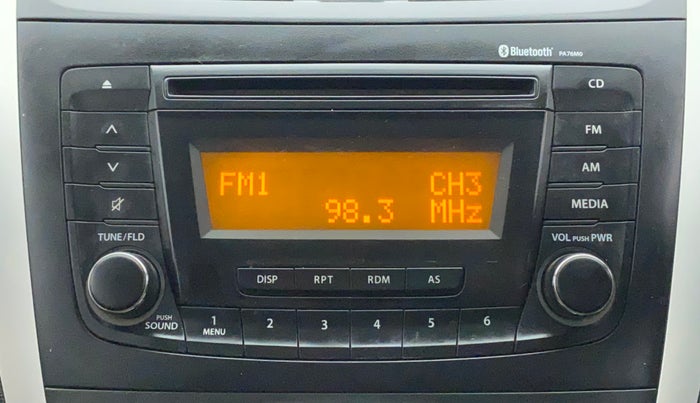 Bluetooth PA76M0
CD
FM
AM
MEDIA
FM1 CH3
98.3 MHz
TUNE/FLD
VOL PUSH PWR
DISP RPT RDM AS
PUSH
SOUND
1 2 3 4 5 6
MENU